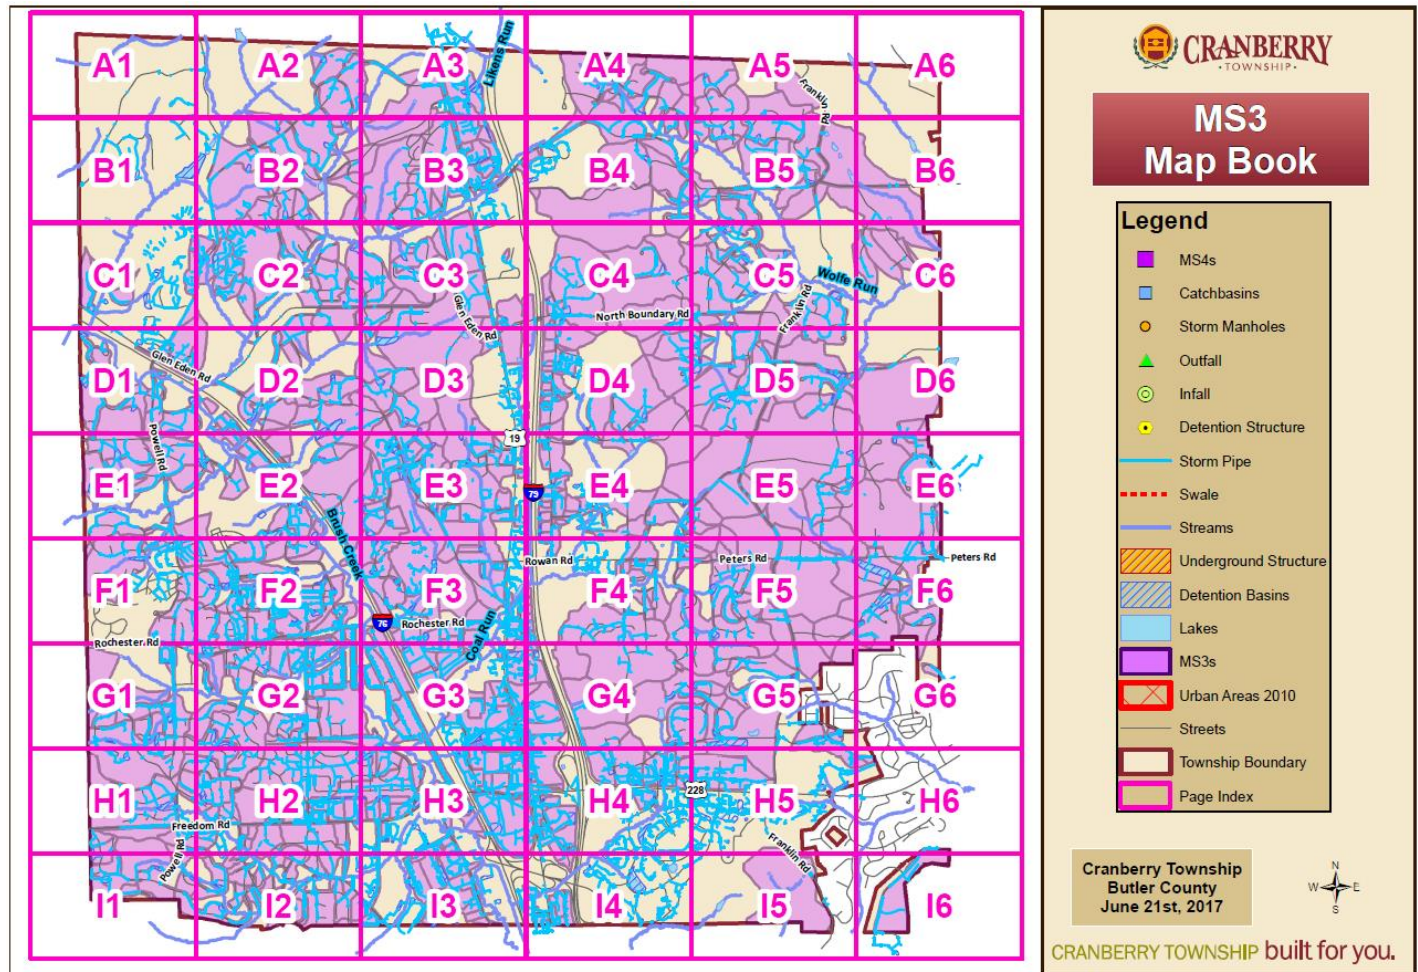 A1
A2
A3
Likens Run
A4
A5
Franklin Rd
A6
B1
B2
B3
B4
B5
B6
C1
C2
C3
C4
C5
Wolfe Run
C6
Glen Eden Rd
North Boundary Rd
Franklin Rd
Glen Eden Rd
D1
D2
D3
D4
D5
D6
Powell Rd
19
E1
E2
E3
79
E4
E5
E6
Brush Creek
Rowan Rd
Peters Rd
Peters Rd
F1
F2
F3
F4
F5
F6
76
Rochester Rd
Rochester Rd
Coal Run
G1
G2
G3
G4
G5
G6
H1
H2
H3
H4
228
H5
H6
Freedom Rd
Powell Rd
Franklin Rd
I1
I2
I3
I4
I5
I6
CRANBERRY
·TOWNSHIP·
MS3
Map Book
Legend
MS4s
Catchbasins
Storm Manholes
Outfall
Infall
Detention Structure
Storm Pipe
Swale
Streams
Underground Structure
Detention Basins
Lakes
MS3s
Urban Areas 2010
Streets
Township Boundary
Page Index
Cranberry Township
Butler County
June 21st, 2017
N
W E
S
CRANBERRY TOWNSHIP built for you.